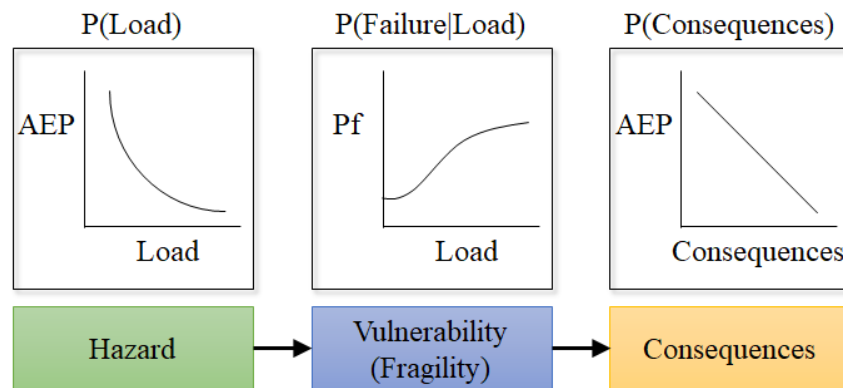 P(Load)
P(Failure|Load)
P(Consequences)
AEP
Load
Pf
Load
AEP
Consequences
Hazard
Vulnerability
(Fragility)
Consequences